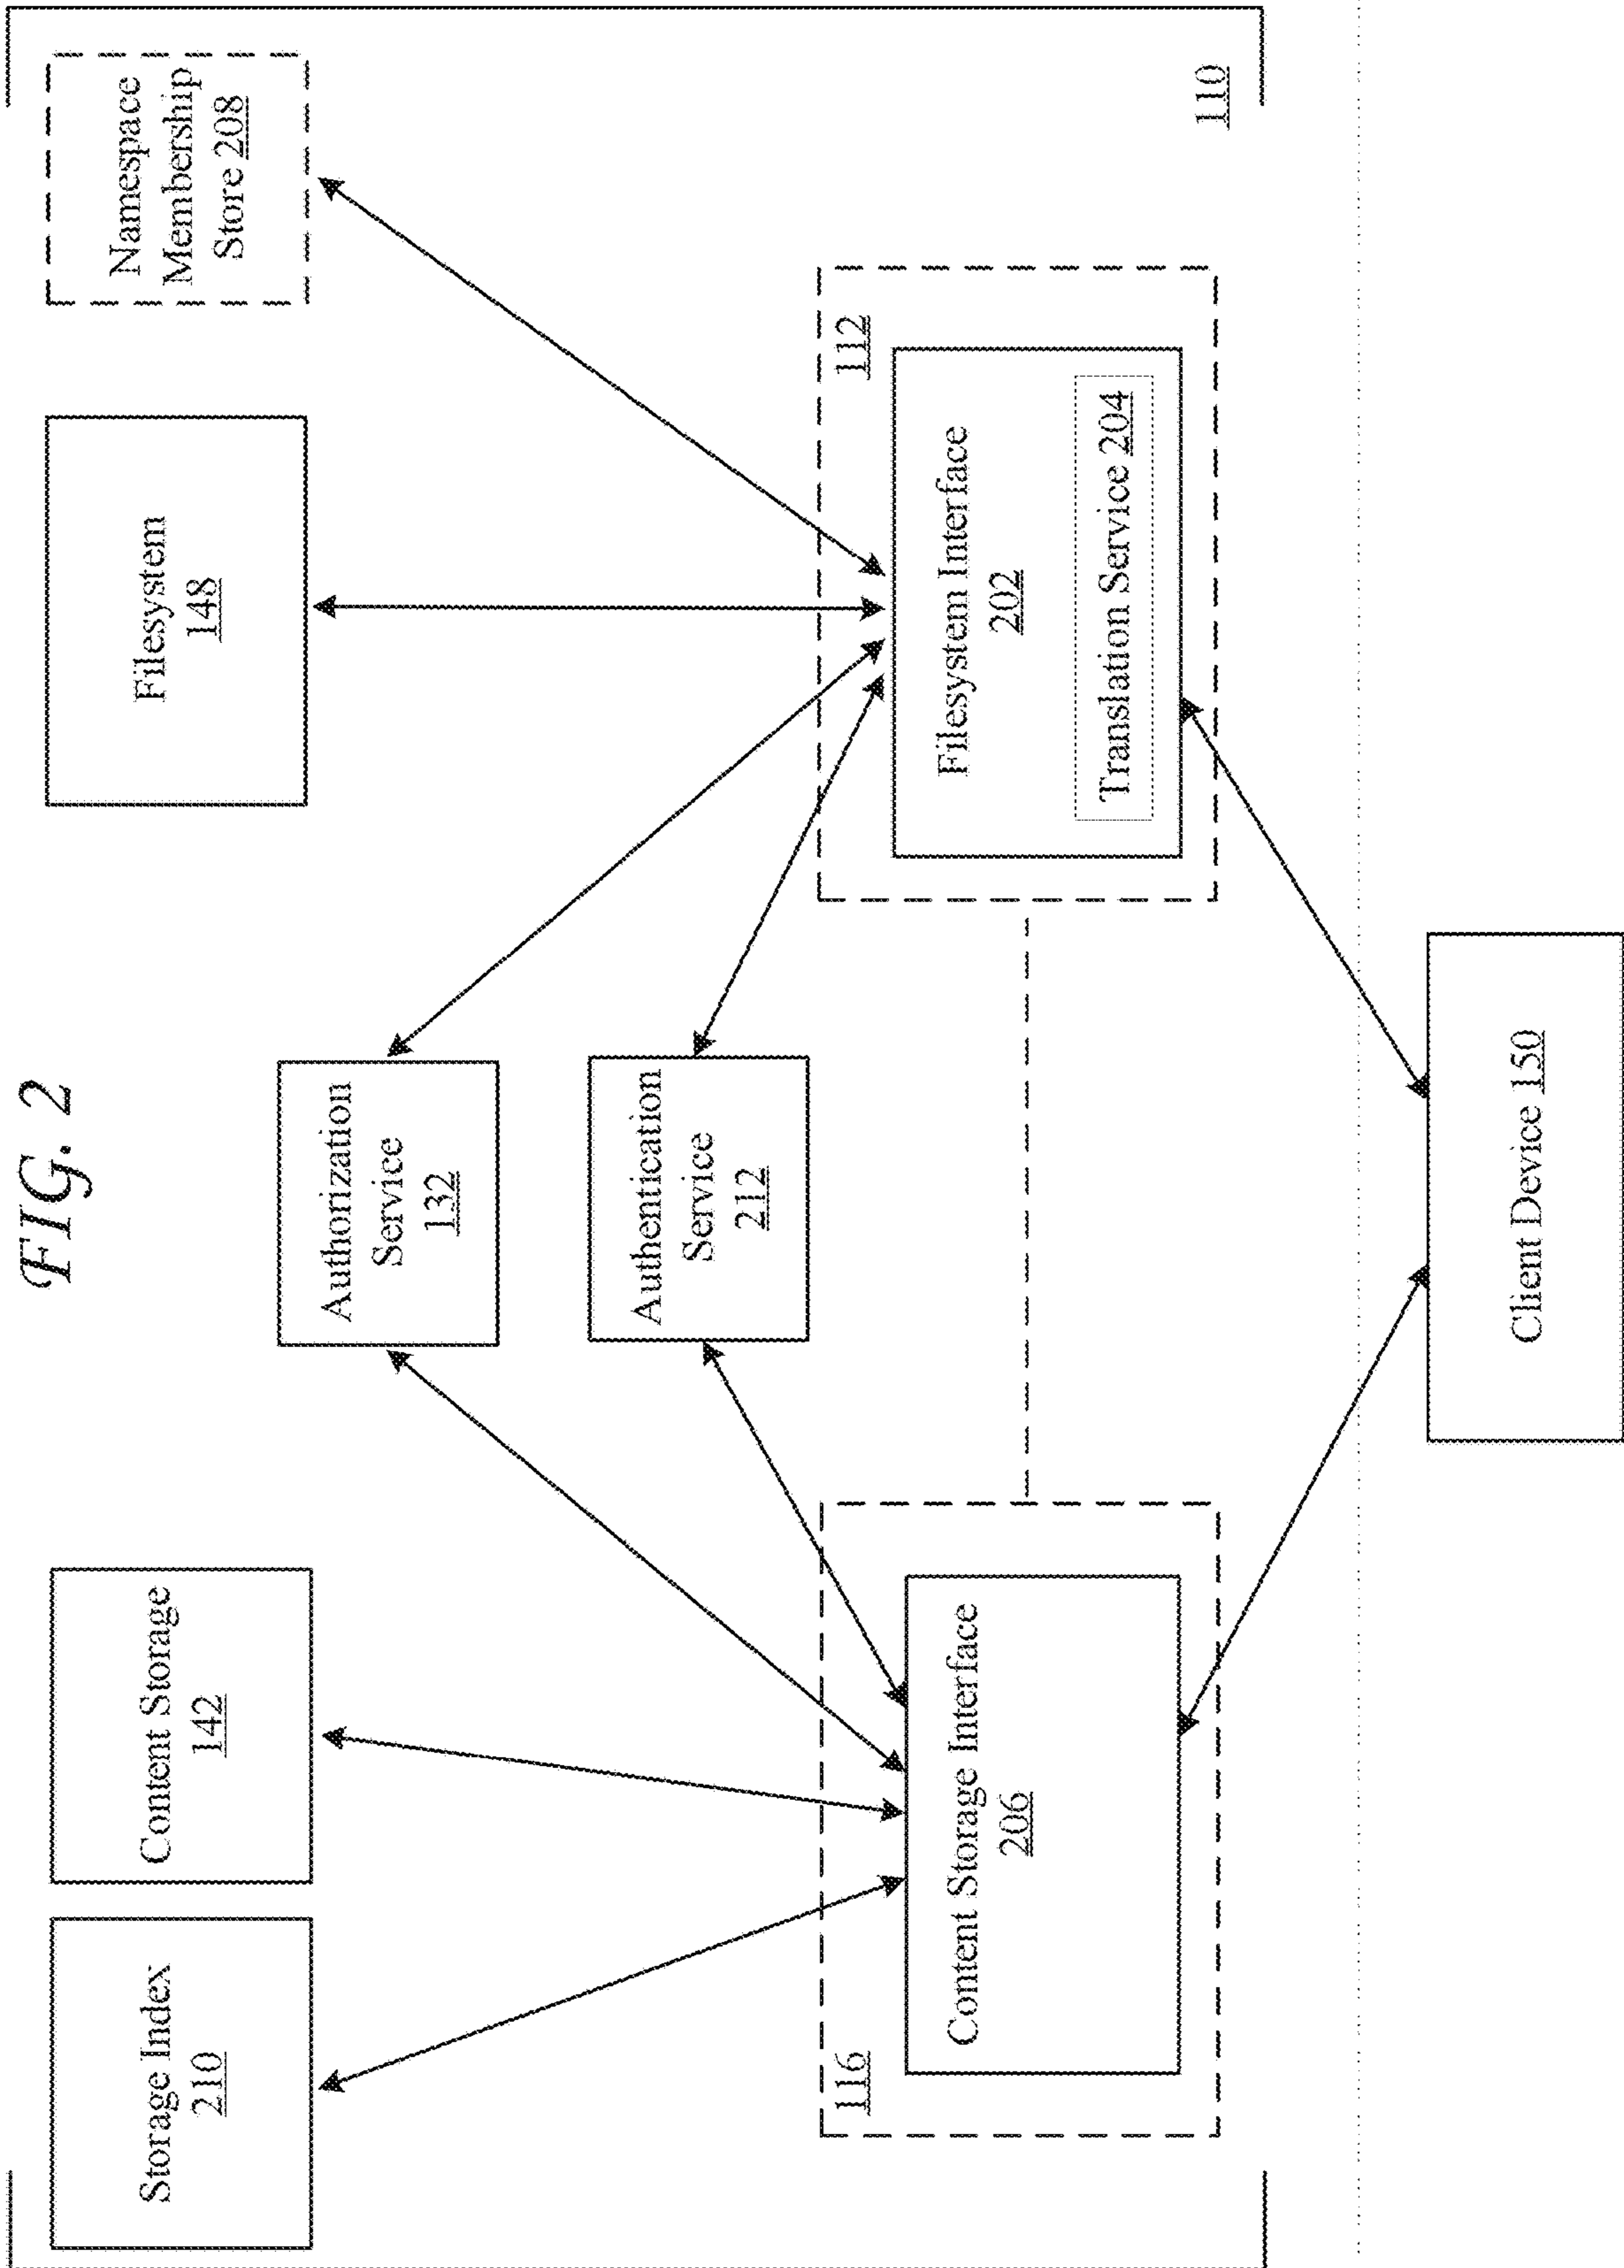 FIG. 2
Storage Index
210
Content Storage
142
Authorization
Service
132
Authentication
Service
212
Filesystem
148
Namespace
Membership
Store 208
116
Content Storage Interface
206
112
Filesystem Interface
202
Translation Service 204
110
Client Device 150